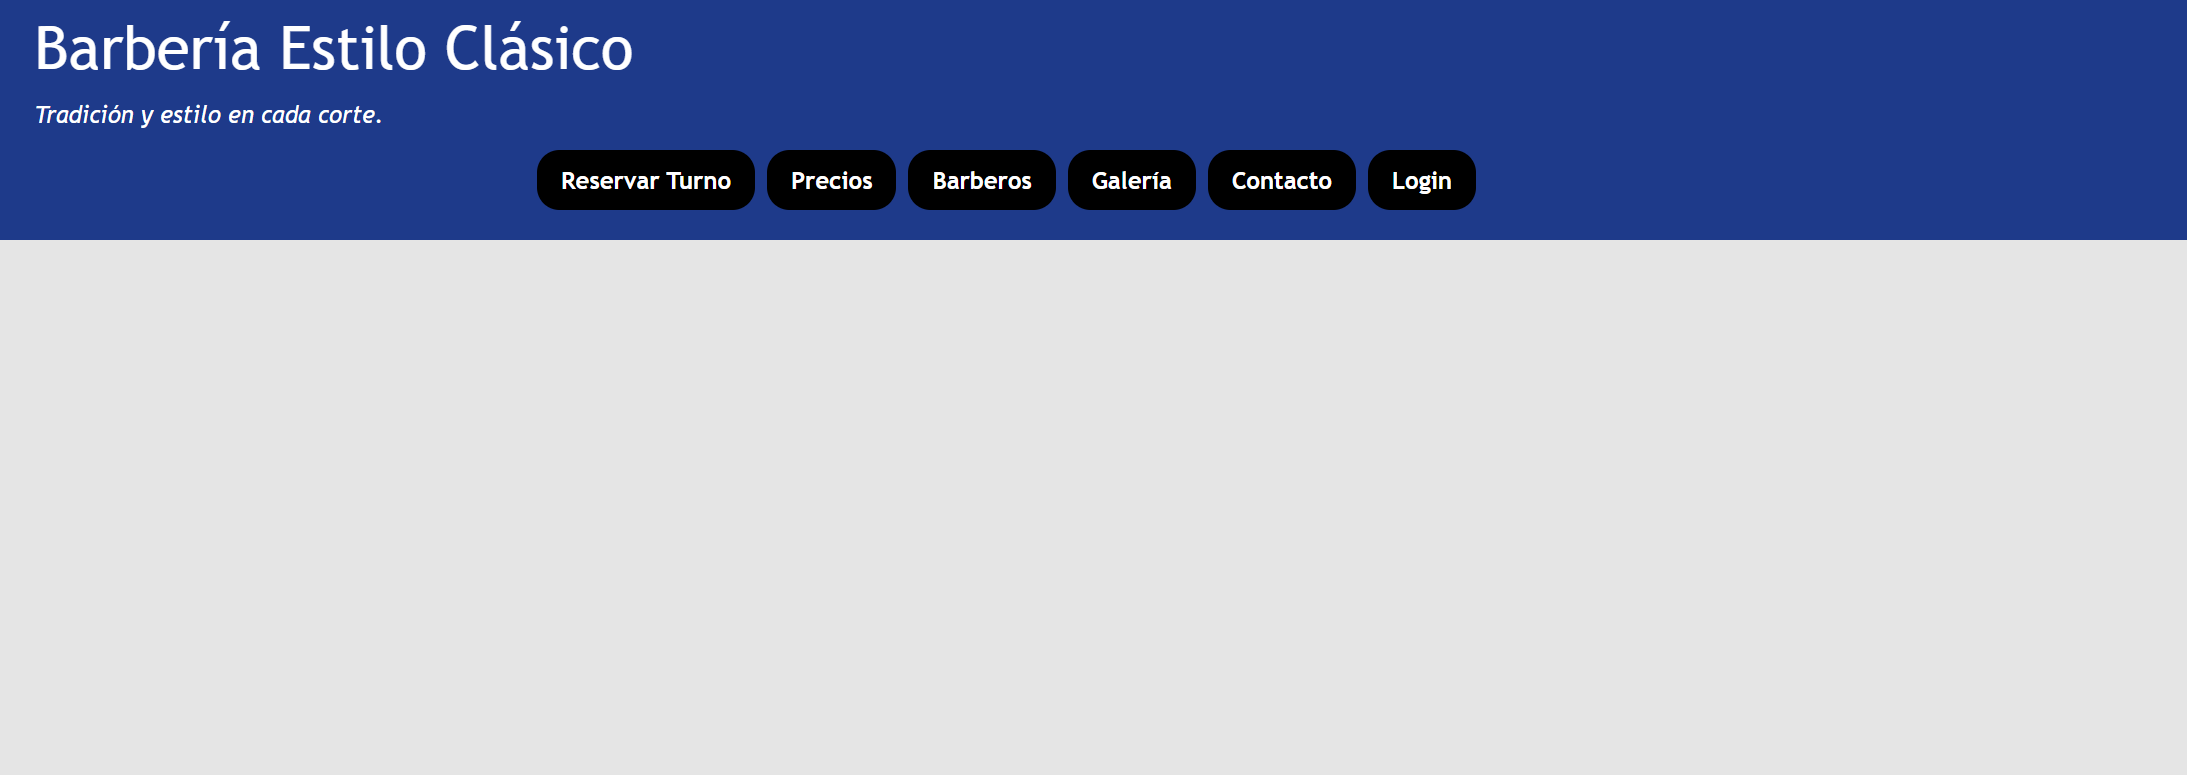 Barbería Estilo Clásico
Tradición y estilo en cada corte.
Reservar Turno Precios Barberos Galería Contacto Login